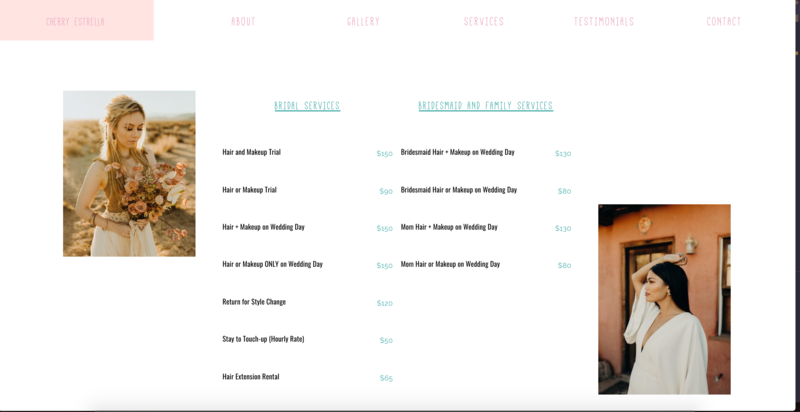 CHERRY ESTRELLA
ABOUT
GALLERY
SERVICES
TESTIMONIALS
CONTACT
BRIDAL SERVICES
Hair and Makeup Trial $150
Hair or Makeup Trial $90
Hair + Makeup on Wedding Day $150
Hair or Makeup ONLY on Wedding Day $150
Return for Style Change $120
Stay to Touch-up (Hourly Rate) $50
Hair Extension Rental $65
BRIDESMAID AND FAMILY SERVICES
Bridesmaid Hair + Makeup on Wedding Day $130
Bridesmaid Hair or Makeup on Wedding Day $80
Mom Hair + Makeup on Wedding Day $130
Mom Hair or Makeup on Wedding Day $80